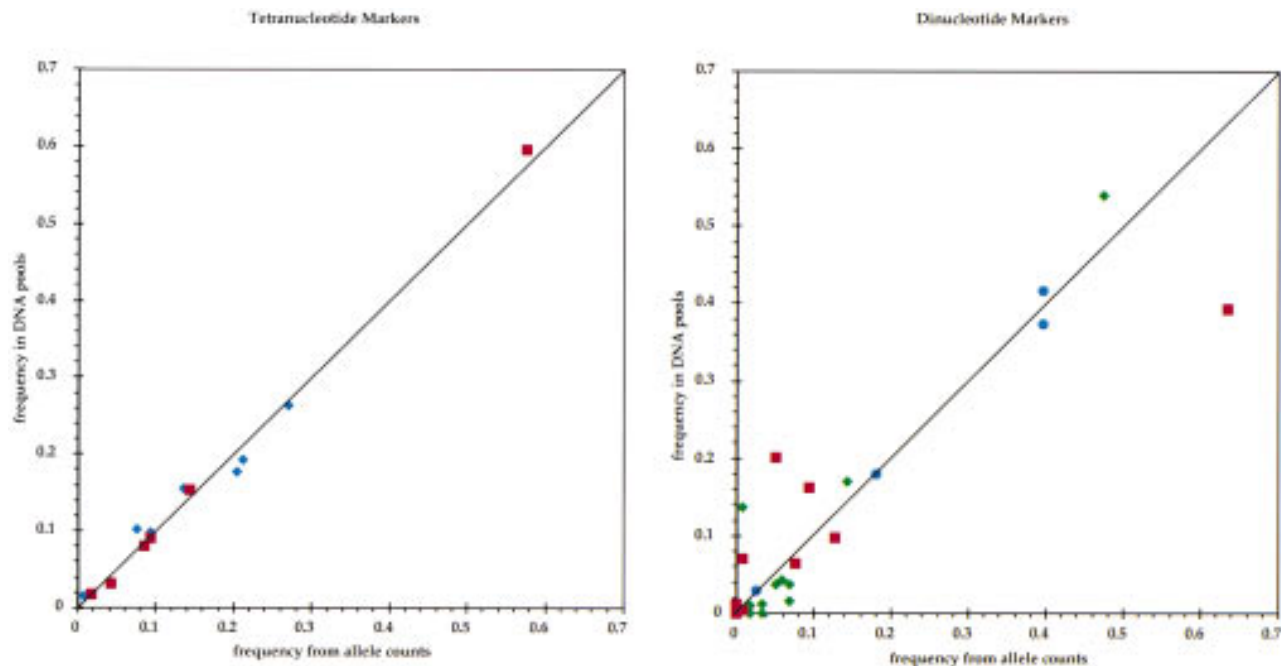 Tetranucleotide Markers
0.7
0.6
0.5
0.4
0.3
0.2
0.1
0
frequency in DNA pools
0 0.1 0.2 0.3 0.4 0.5 0.6 0.7
frequency from allele counts
Dinucleotide Markers
0.7
0.6
0.5
0.4
0.3
0.2
0.1
0
frequency in DNA pools
0 0.1 0.2 0.3 0.4 0.5 0.6 0.7
frequency from allele counts